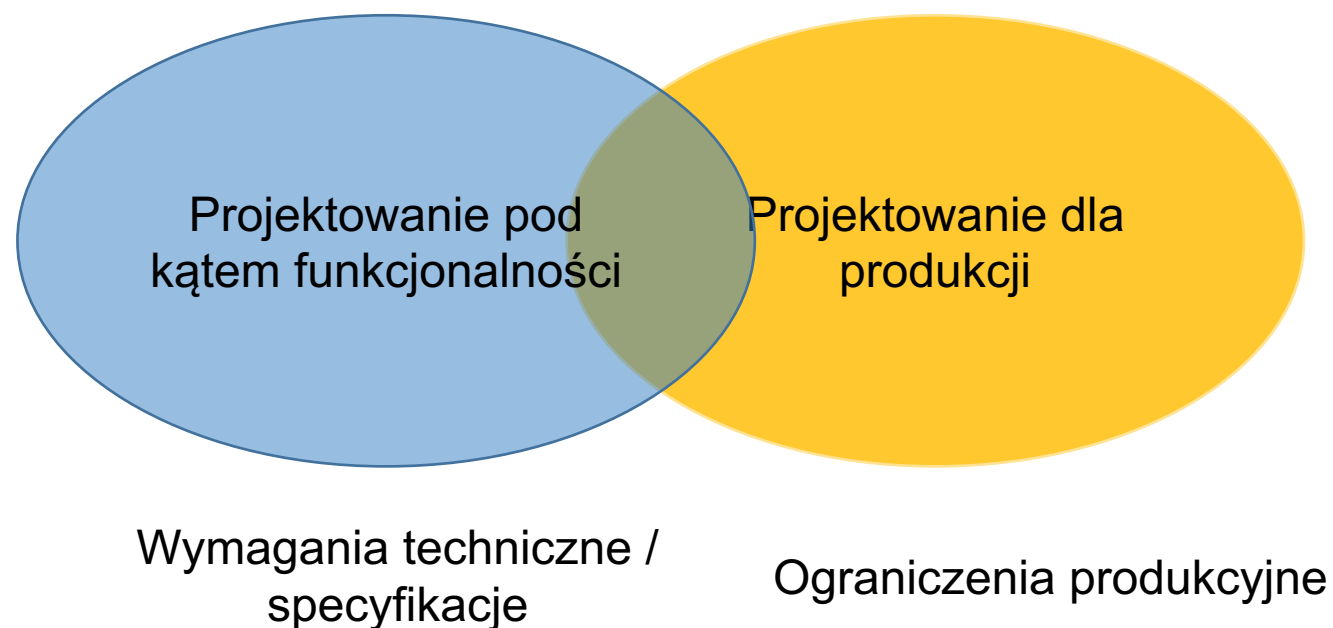 Projektowanie pod
kątem funkcjonalności
Projektowanie dla
produkcji
Wymagania techniczne /
specyfikacje
Ograniczenia produkcyjne